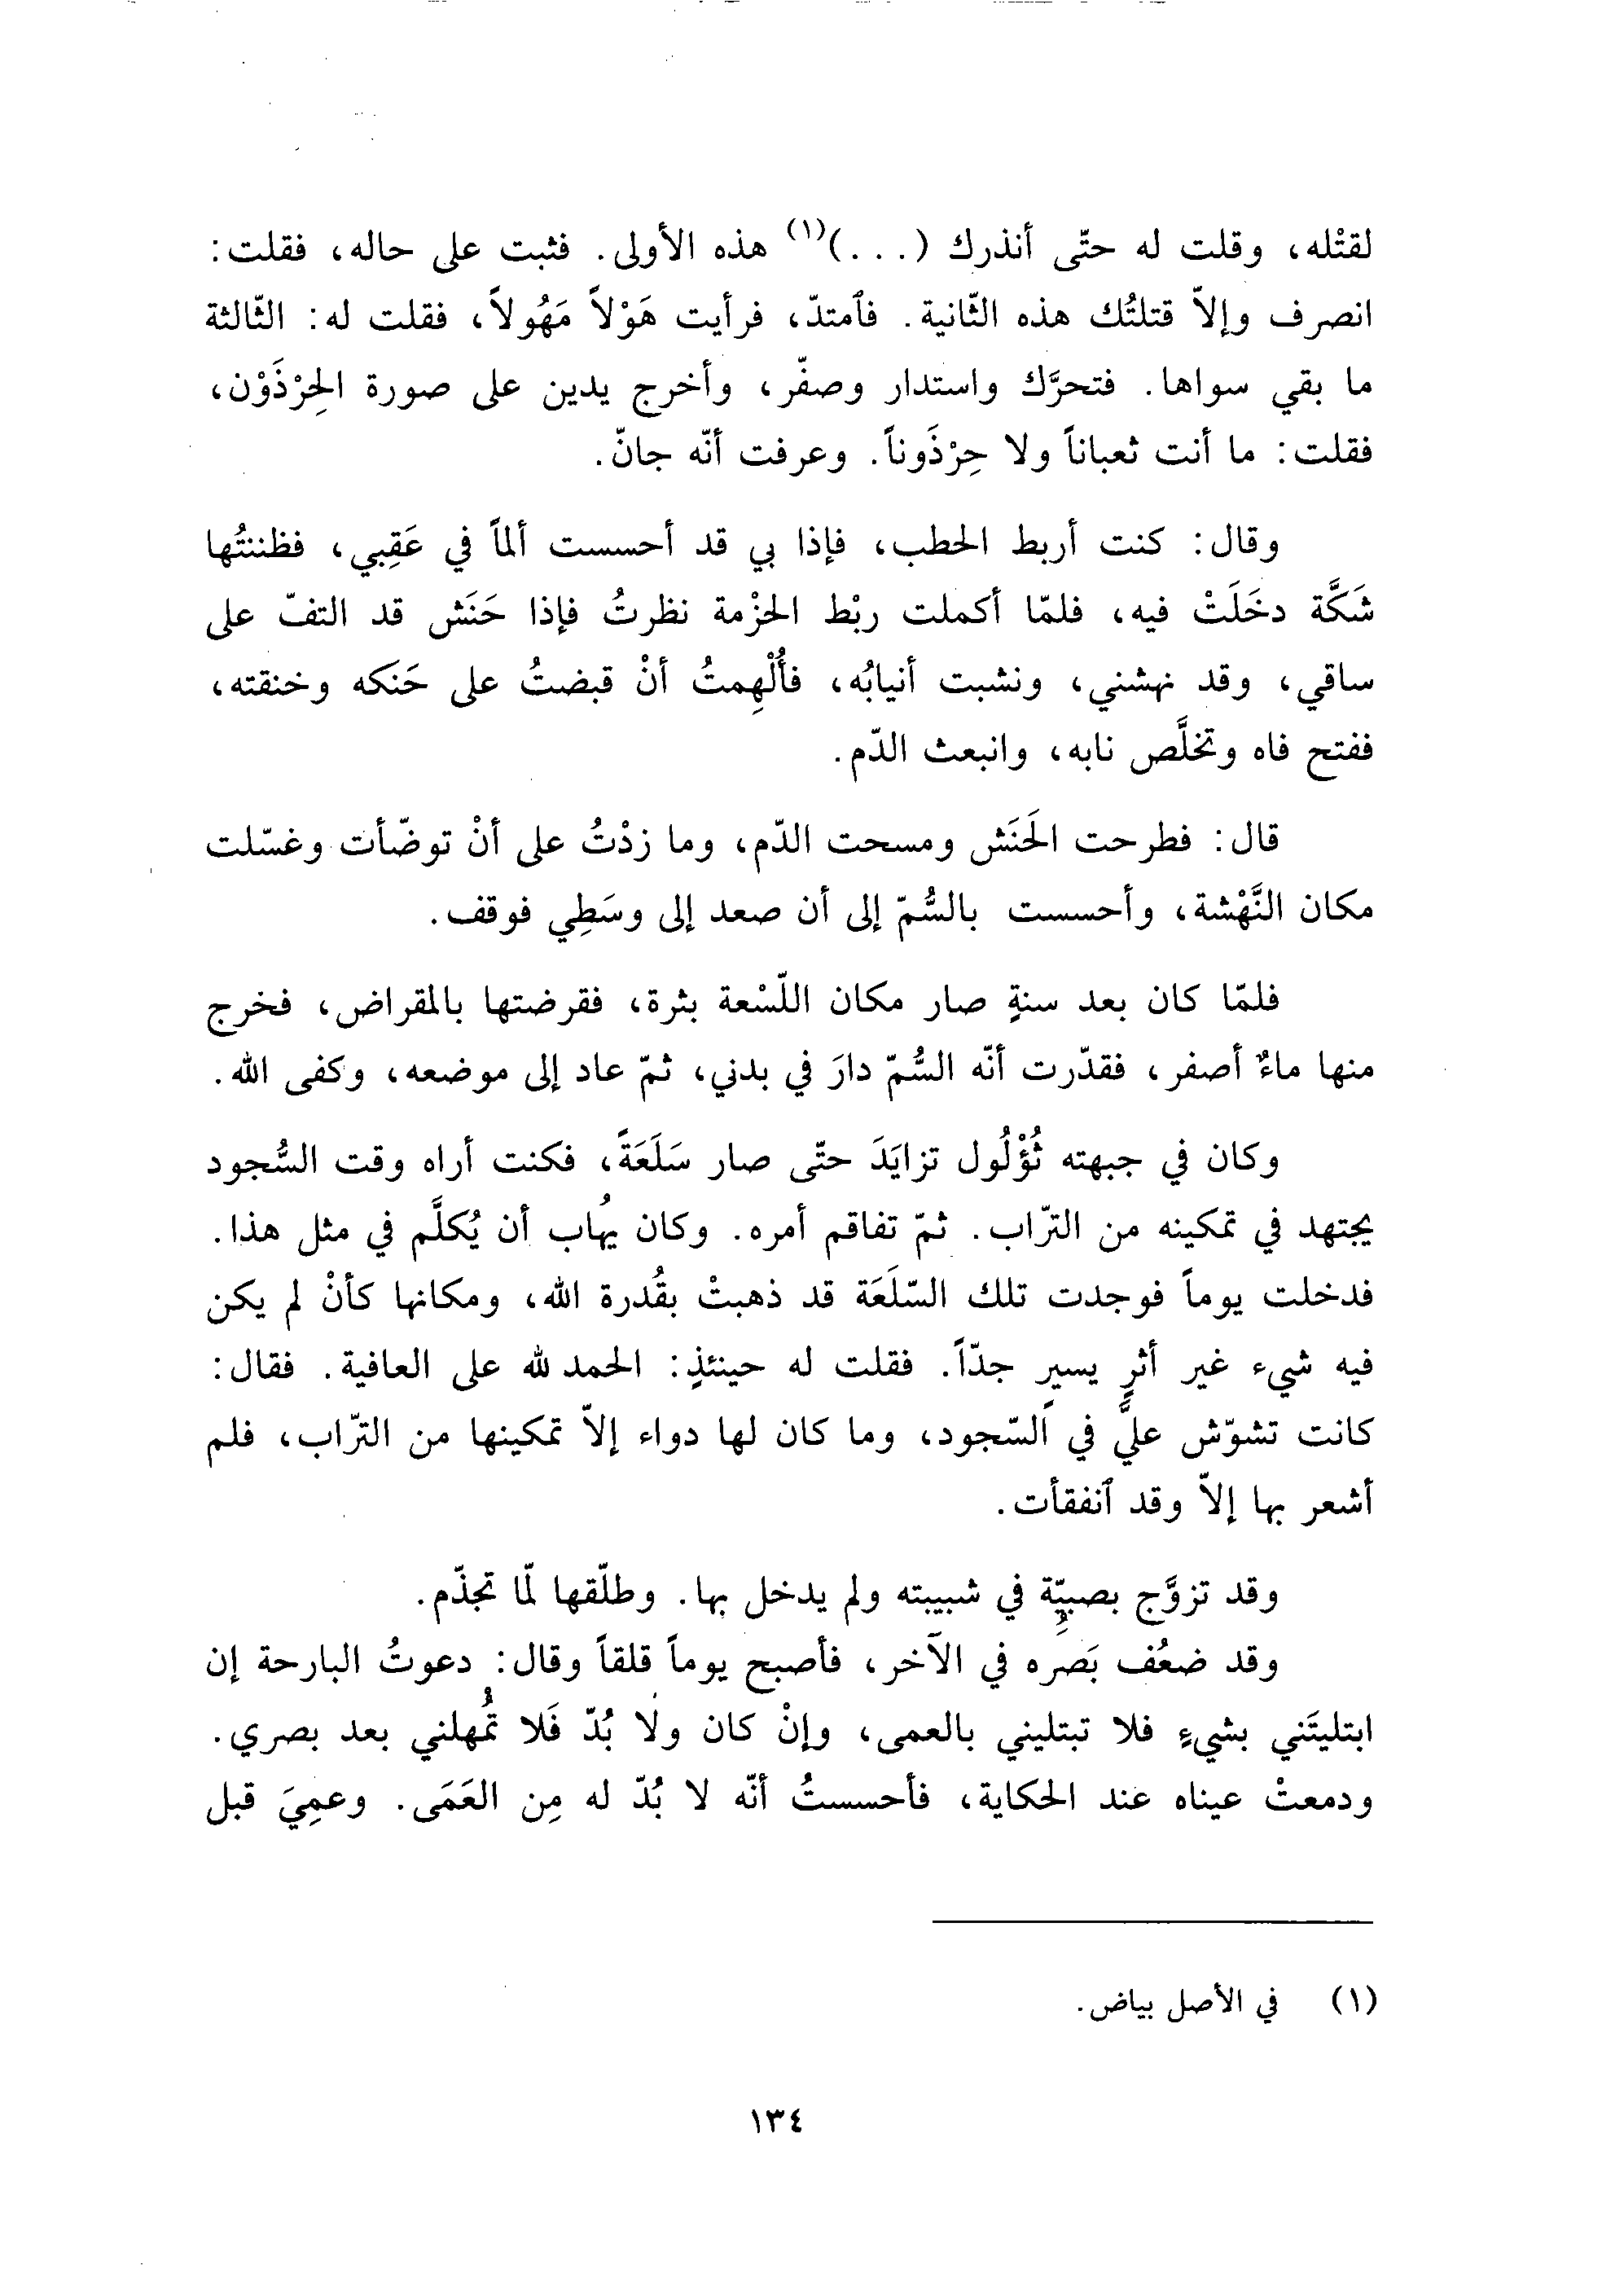 لقتْله، وقلت له حتّى أنذرك (...)(١) هذه الأولى. فثبت على حاله، فقلت:
انصرف وإلاّ قتلتُك هذه الثّانية. فٱمتدّ، فرأيت هَوْلاً مَهُولاً، فقلت له: الثّالثة
ما بقي سواها. فتحرَّك واستدار وصفّر، وأخرج يدين على صورة الحِرْذَوْن،
فقلت: ما أنت ثعباناً ولا حِرْذَوناً. وعرفت أنّه جانّ.
وقال: كنت أربط الحطب، فإذا بي قد أحسست ألماً في عَقِبي، فظننتُها
شَكَّة دخَلَتْ فيه، فلمّا أكملت ربْط الحزْمة نظرتُ فإذا حَنَش قد التفّ على
ساقي، وقد نهشني، ونشبت أنيابُه، فأُلْهِمتُ أنْ قبضتُ على حَنكه وخنقته،
ففتح فاه وتخلَّص نابه، وانبعث الدّم.
قال: فطرحت الحَنَش ومسحت الدّم، وما زدْتُ على أنْ توضّأت وغسّلت
مكان النَّهْشة، وأحسست بالسُّمّ إلى أن صعد إلى وسَطِي فوقف.
فلمّا كان بعد سنةٍ صار مكان اللّسْعة بثرة، فقرضتها بالمقراض، فخرج
منها ماءٌ أصفر، فقدّرت أنّه السُّمّ دارَ في بدني، ثمّ عاد إلى موضعه، وكفى الله.
وكان في جبهته ثُؤْلُول تزايَدَ حتّى صار سَلَعَةً، فكنت أراه وقت السُّجود
يجتهد في تمكينه من التّراب. ثمّ تفاقم أمره. وكان يُهاب أن يُكلَّم في مثل هذا.
فدخلت يوماً فوجدت تلك السّلَعَة قد ذهبتْ بقُدرة الله، ومكانها كأنْ لم يكن
فيه شيء غير أثرٍ يسيرٍ جدّاً. فقلت له حينئذٍ: الحمد لله على العافية. فقال:
كانت تشوّش عليَّ في السّجود، وما كان لها دواء إلاّ تمكينها من التّراب، فلم
أشعر بها إلاّ وقد ٱنفقأت.
وقد تزوَّج بصبيّة في شبيبته ولم يدخل بها. وطلّقها لمّا تجذّم.
وقد ضعُف بَصَره في الآخر، فأصبح يوماً قلقاً وقال: دعوتُ البارحة إن
ابتليتَني بشيءٍ فلا تبتليني بالعمى، وإنْ كان ولا بُدّ فَلا تُمهلني بعد بصري.
ودمعتْ عيناه عند الحكاية، فأحسستُ أنّه لا بُدّ له مِن العَمَى. وعمِيَ قبل
(١) في الأصل بياض.
١٣٤